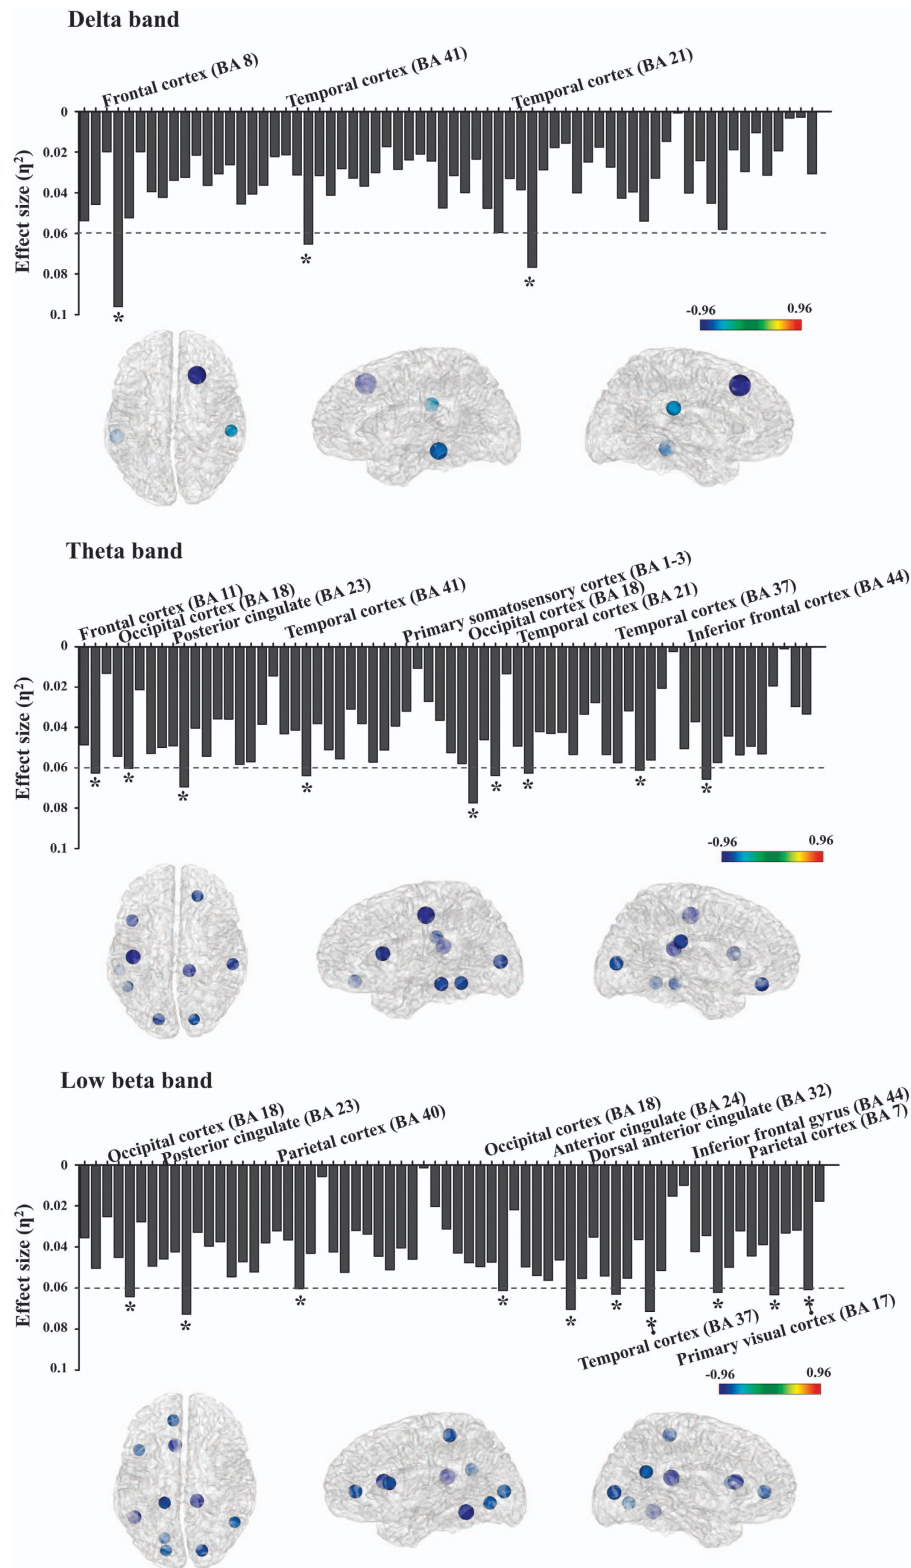 Delta band
Frontal cortex (BA 8)
Temporal cortex (BA 41)
Temporal cortex (BA 21)
Effect size (η²)
0
0.02
0.04
0.06
0.08
0.1
*
*
*
-0.96
0.96
Theta band
Frontal cortex (BA 11)
Occipital cortex (BA 18)
Posterior cingulate (BA 23)
Temporal cortex (BA 41)
Primary somatosensory cortex (BA 1-3)
Occipital cortex (BA 18)
Temporal cortex (BA 21)
Temporal cortex (BA 37)
Inferior frontal cortex (BA 44)
Effect size (η²)
0
0.02
0.04
0.06
0.08
0.1
*
*
*
*
*
*
*
*
*
-0.96
0.96
Low beta band
Occipital cortex (BA 18)
Posterior cingulate (BA 23)
Parietal cortex (BA 40)
Occipital cortex (BA 18)
Anterior cingulate (BA 24)
Dorsal anterior cingulate (BA 32)
Inferior frontal gyrus (BA 44)
Parietal cortex (BA 7)
Effect size (η²)
0
0.02
0.04
0.06
0.08
0.1
*
*
*
*
*
*
*
*
*
*
Temporal cortex (BA 37)
Primary visual cortex (BA 17)
-0.96
0.96